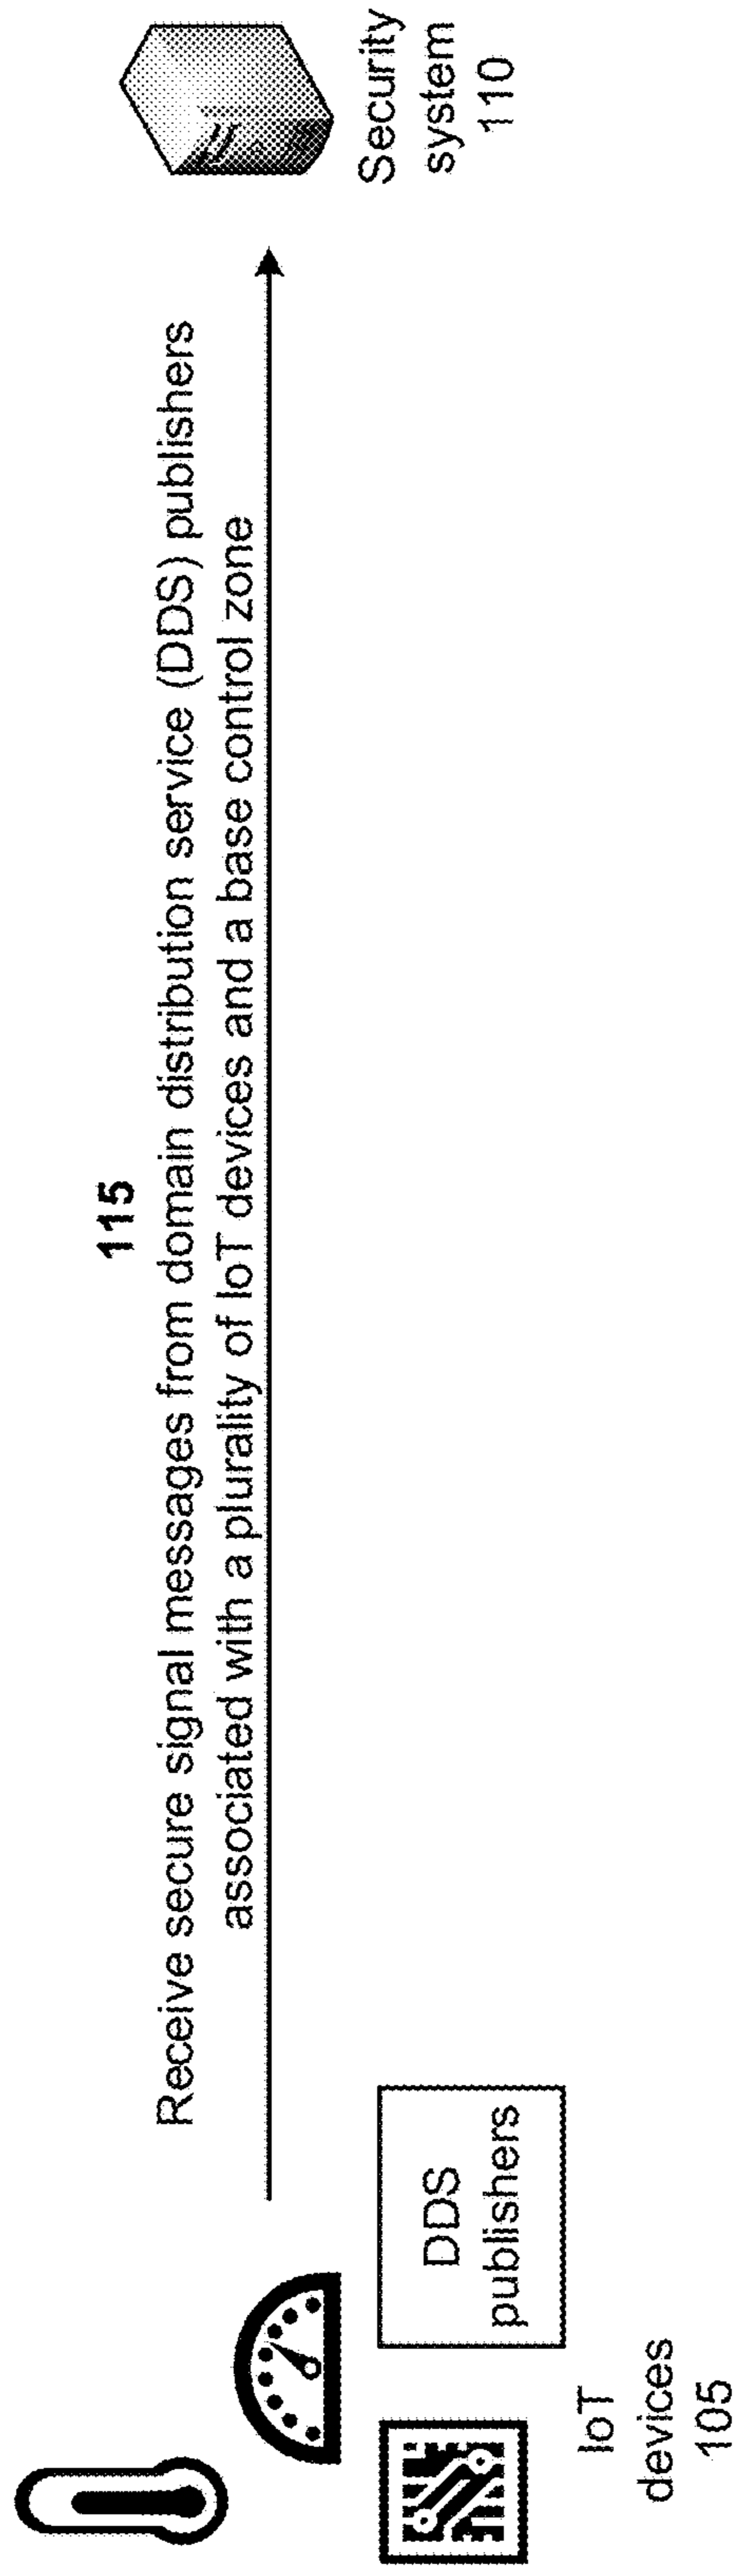 115
Receive secure signal messages from domain distribution service (DDS) publishers
associated with a plurality of IoT devices and a base control zone
DDS
publishers
IoT
devices
105
Security
system
110